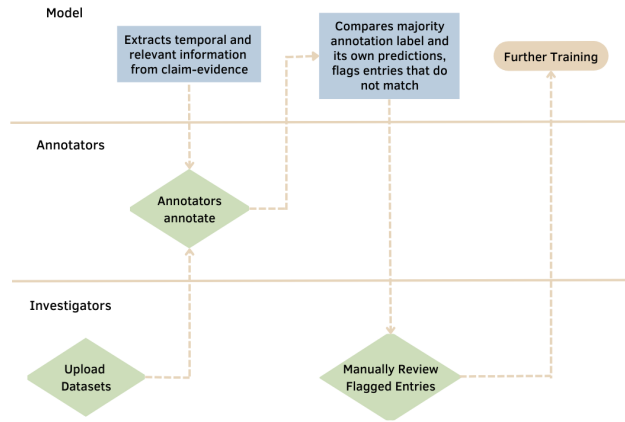 Model
Extracts temporal and
relevant information
from claim-evidence
Compares majority
annotation label and
its own predictions,
flags entries that do
not match
Further Training
Annotators
Annotators
annotate
Investigators
Upload
Datasets
Manually Review
Flagged Entries